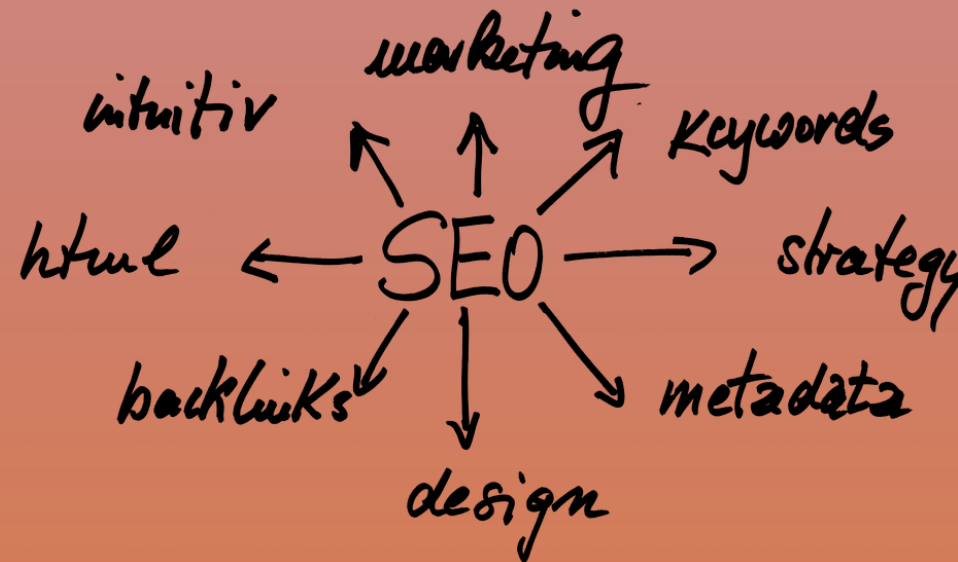 marketing
intuitiv
keywords
SEO
html
strategy
backlinks
metadata
design